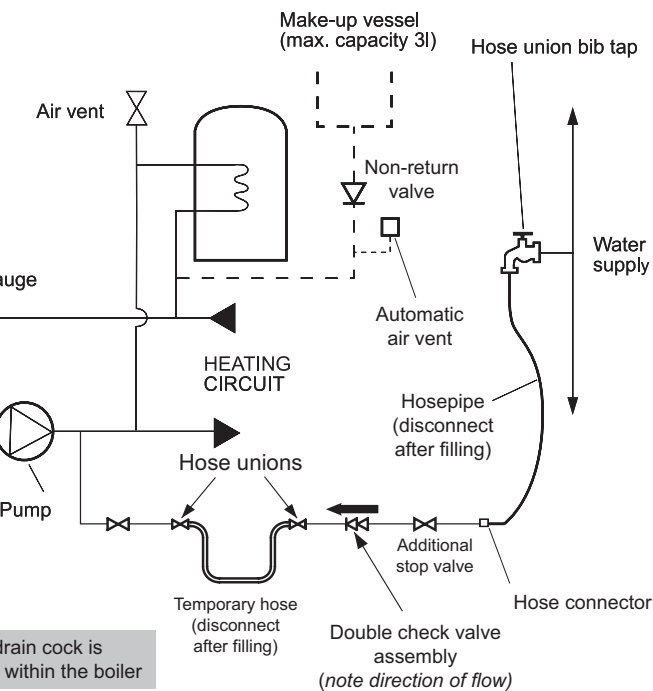 Make-up vessel
(max. capacity 3l)
Hose union bib tap
Air vent
Non-return
valve
Water
supply
auge
Automatic
air vent
HEATING
CIRCUIT
Hosepipe
(disconnect
after filling)
Hose unions
Pump
Additional
stop valve
Temporary hose
(disconnect
after filling)
Hose connector
Double check valve
assembly
(note direction of flow)
drain cock is
within the boiler